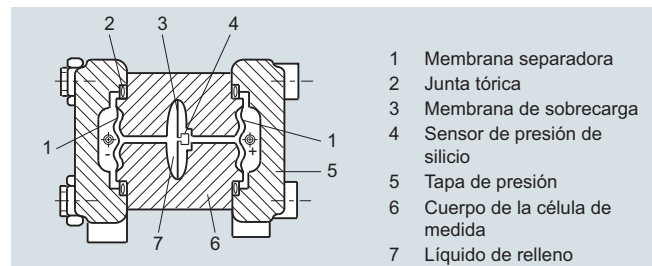 2 3 4
1 1
- +
5
7 6
1 Membrana separadora
2 Junta tórica
3 Membrana de sobrecarga
4 Sensor de presión de
silicio
5 Tapa de presión
6 Cuerpo de la célula de
medida
7 Líquido de relleno